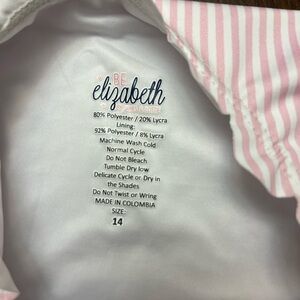 BE
elizabeth
80% Polyester / 20% Lycra
Lining:
92% Polyester / 8% Lycra
Machine Wash Cold
Normal Cycle
Do Not Bleach
Tumble Dry low
Delicate Cycle or Dry in
the Shades
Do Not Twist or Wring
MADE IN COLOMBIA
SIZE:
14